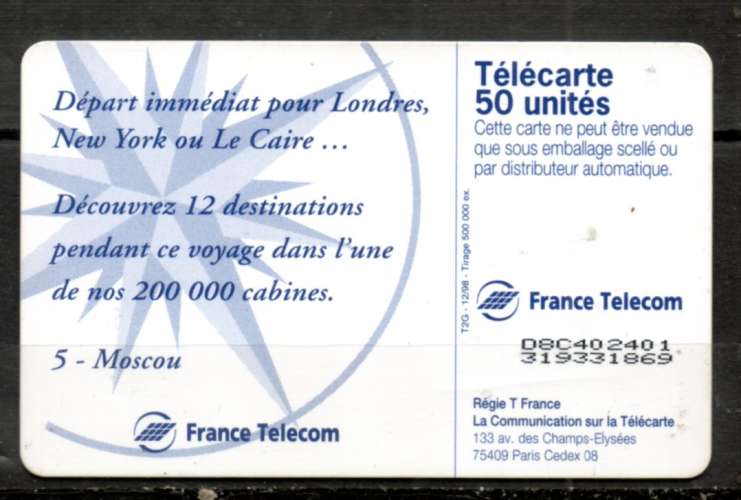 Départ immédiat pour Londres,
New York ou Le Caire ...
Découvrez 12 destinations
pendant ce voyage dans l'une
de nos 200 000 cabines.
5 - Moscou
France Telecom
T2G - 12/98 - Tirage 500 000 ex.
Télécarte
50 unités
Cette carte ne peut être vendue
que sous emballage scellé ou
par distributeur automatique.
France Telecom
D8C402401
319331869
Régie T France
La Communication sur la Télécarte
133 av. des Champs-Elysées
75409 Paris Cedex 08